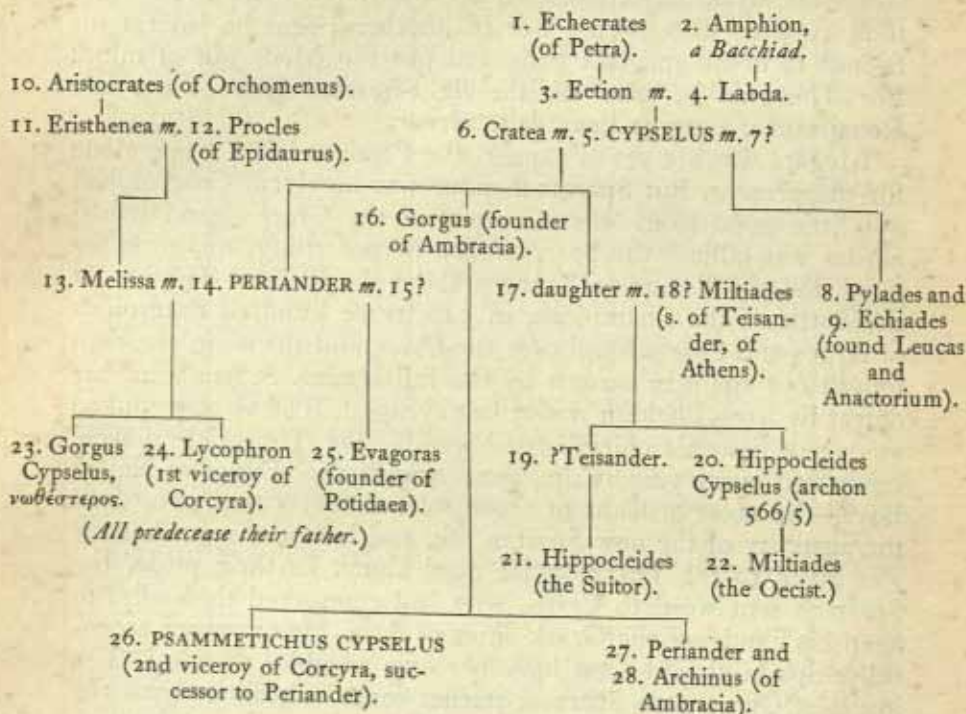 1. Echecrates
(of Petra).
2. Amphion,
a Bacchiad.
10. Aristocrates (of Orchomenus).
3. Eetion m. 4. Labda.
11. Eristhenea m. 12. Procles
(of Epidaurus).
6. Cratea m. 5. CYPSELUS m. 7?
16. Gorgus (founder
of Ambracia).
13. Melissa m. 14. PERIANDER m. 15?
17. daughter m. 18? Miltiades
(s. of Teisan-
der, of
Athens).
8. Pylades and
9. Echiades
(found Leucas
and
Anactorium).
23. Gorgus
Cypselus,
νωθέστερος.
24. Lycophron
(1st viceroy of
Corcyra).
25. Evagoras
(founder of
Potidaea).
(All predecease their father.)
19. ?Teisander.
20. Hippocleides
Cypselus (archon
566/5)
21. Hippocleides
(the Suitor).
22. Miltiades
(the Oecist.)
26. PSAMMETICHUS CYPSELUS
(2nd viceroy of Corcyra, suc-
cessor to Periander).
27. Periander and
28. Archinus (of
Ambracia).